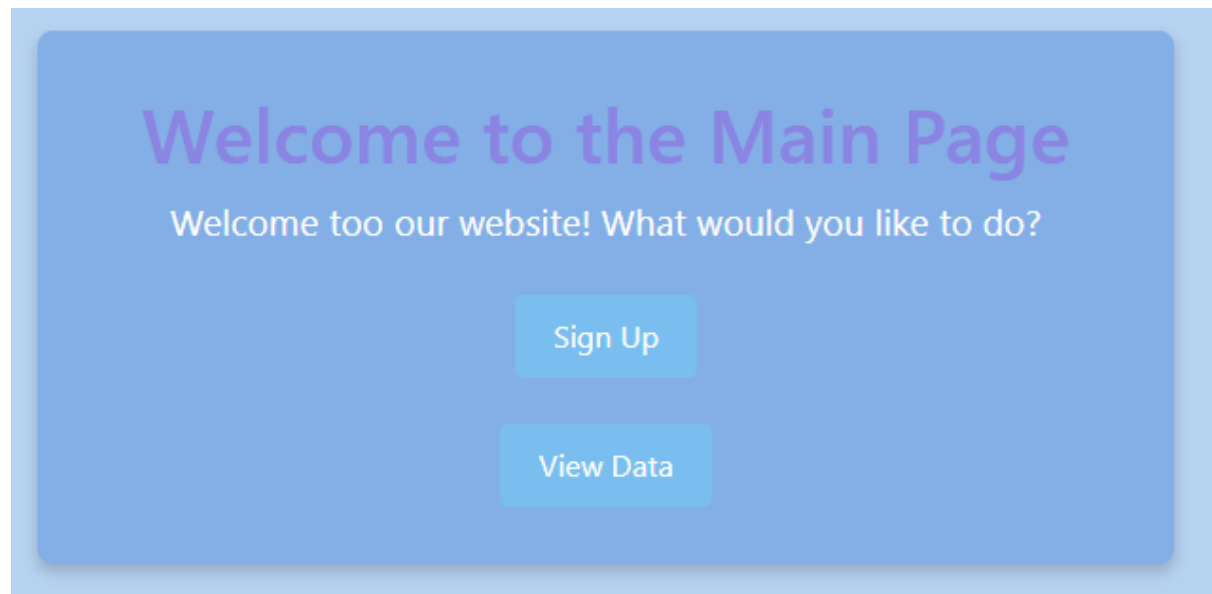 Welcome to the Main Page
Welcome too our website! What would you like to do?
Sign Up
View Data